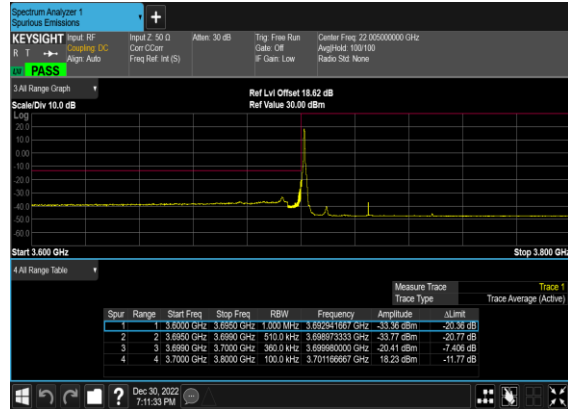 Spectrum Analyzer 1
Spurious Emissions
+
KEYSIGHT Input: RF Input Z: 50 Ω Atten: 30 dB Trig: Free Run Center Freq: 22.005000000 GHz
R T Coupling: DC Corr CCorr Gate: Off Avg|Hold: 100/100
Align: Auto Freq Ref: Int (S) IF Gain: Low Radio Std: None
PASS
3 All Range Graph
Ref Lvl Offset 18.62 dB
Scale/Div 10.0 dB Ref Value 30.00 dBm
Log
20.0
10.0
0.00
-10.0
-20.0
-30.0
-40.0
-50.0
-60.0
Start 3.600 GHz Stop 3.800 GHz
4 All Range Table
Measure Trace Trace 1
Trace Type Trace Average (Active)
Spur Range Start Freq Stop Freq RBW Frequency Amplitude ΔLimit
1 1 3.6000 GHz 3.6950 GHz 1.000 MHz 3.692941667 GHz -33.36 dBm -20.36 dB
2 2 3.6950 GHz 3.6990 GHz 510.0 kHz 3.698973333 GHz -33.77 dBm -20.77 dB
3 3 3.6990 GHz 3.7000 GHz 360.0 kHz 3.699980000 GHz -20.41 dBm -7.406 dB
4 4 3.7000 GHz 3.8000 GHz 100.0 kHz 3.701166667 GHz 18.23 dBm -11.77 dB
? Dec 30, 2022
7:11:33 PM